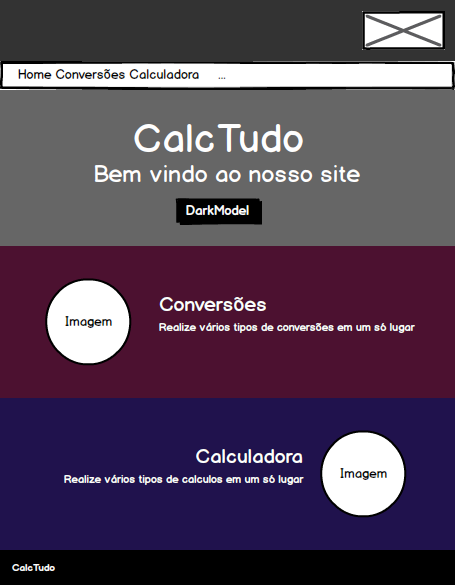 Home Conversões Calculadora ...
CalcTudo
Bem vindo ao nosso site
DarkModel
Imagem
Conversões
Realize vários tipos de conversões em um só lugar
Calculadora
Realize vários tipos de calculos em um só lugar
Imagem
CalcTudo